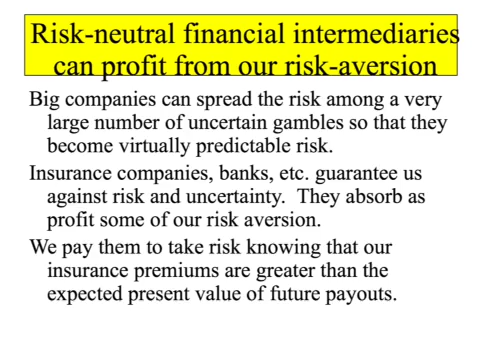 Risk-neutral financial intermediaries
can profit from our risk-aversion
Big companies can spread the risk among a very
large number of uncertain gambles so that they
become virtually predictable risk.
Insurance companies, banks, etc. guarantee us
against risk and uncertainty.  They absorb as
profit some of our risk aversion.
We pay them to take risk knowing that our
insurance premiums are greater than the
expected present value of future payouts.